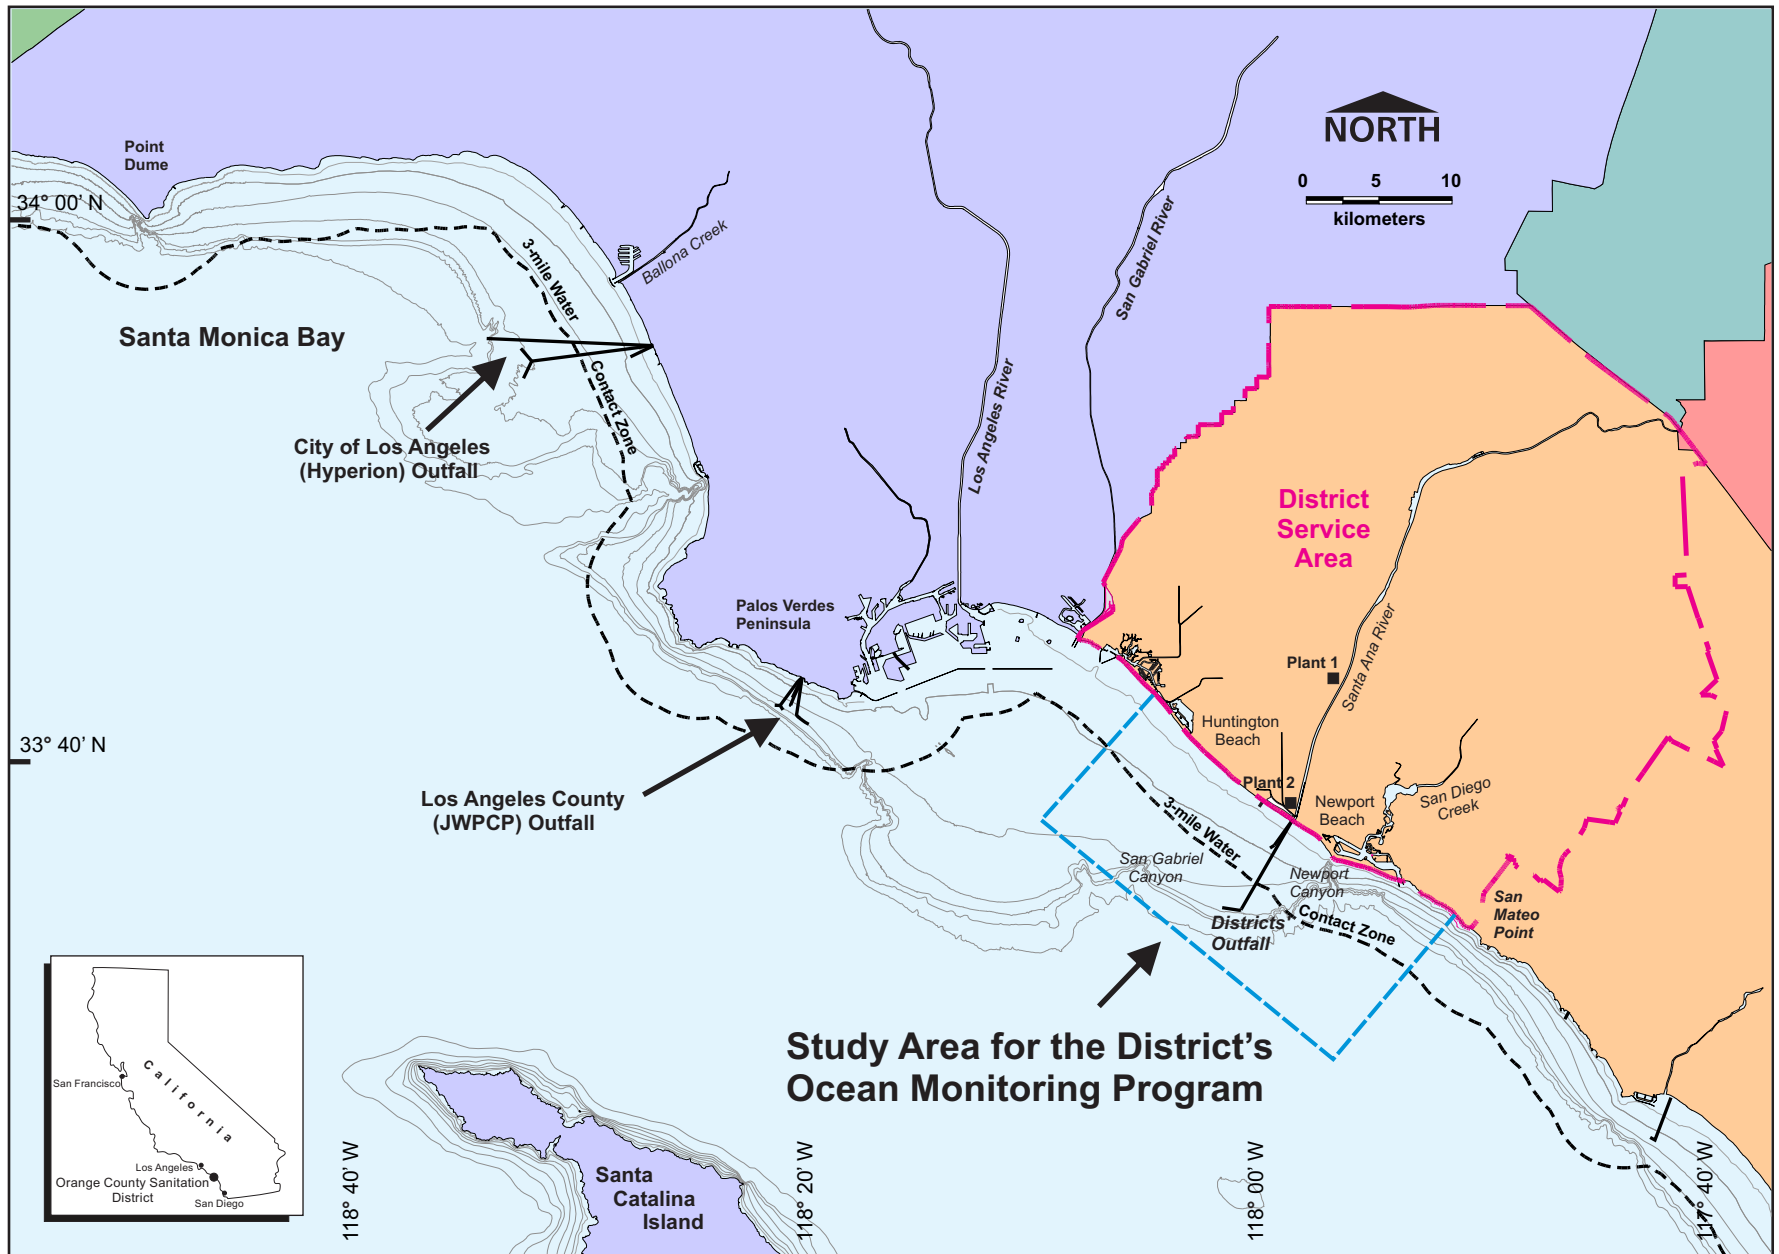 Point
Dume
34° 00’ N
NORTH
0 5 10
kilometers
3-mile Water
Contact Zone
Ballona Creek
San Gabriel River
Los Angeles River
Santa Monica Bay
City of Los Angeles
(Hyperion) Outfall
District
Service
Area
Palos Verdes
Peninsula
Plant 1
Santa Ana River
Huntington
Beach
33° 40’ N
Plant 2
Newport
Beach
San Diego
Creek
Los Angeles County
(JWPCP) Outfall
3-mile Water
Contact Zone
San Gabriel
Canyon
Newport
Canyon
Districts
Outfall
San
Mateo
Point
Study Area for the District’s
Ocean Monitoring Program
California
San Francisco
Los Angeles
Orange County Sanitation
District
San Diego
Santa
Catalina
Island
118° 40’ W
118° 20’ W
118° 00’ W
117° 40’ W